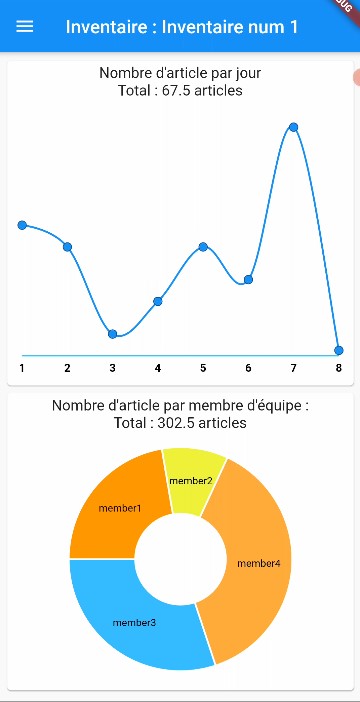 Inventaire : Inventaire num 1
UG
Nombre d'article par jour
Total : 67.5 articles
1 2 3 4 5 6 7 8
Nombre d'article par membre d'équipe :
Total : 302.5 articles
member2
member1
member4
member3